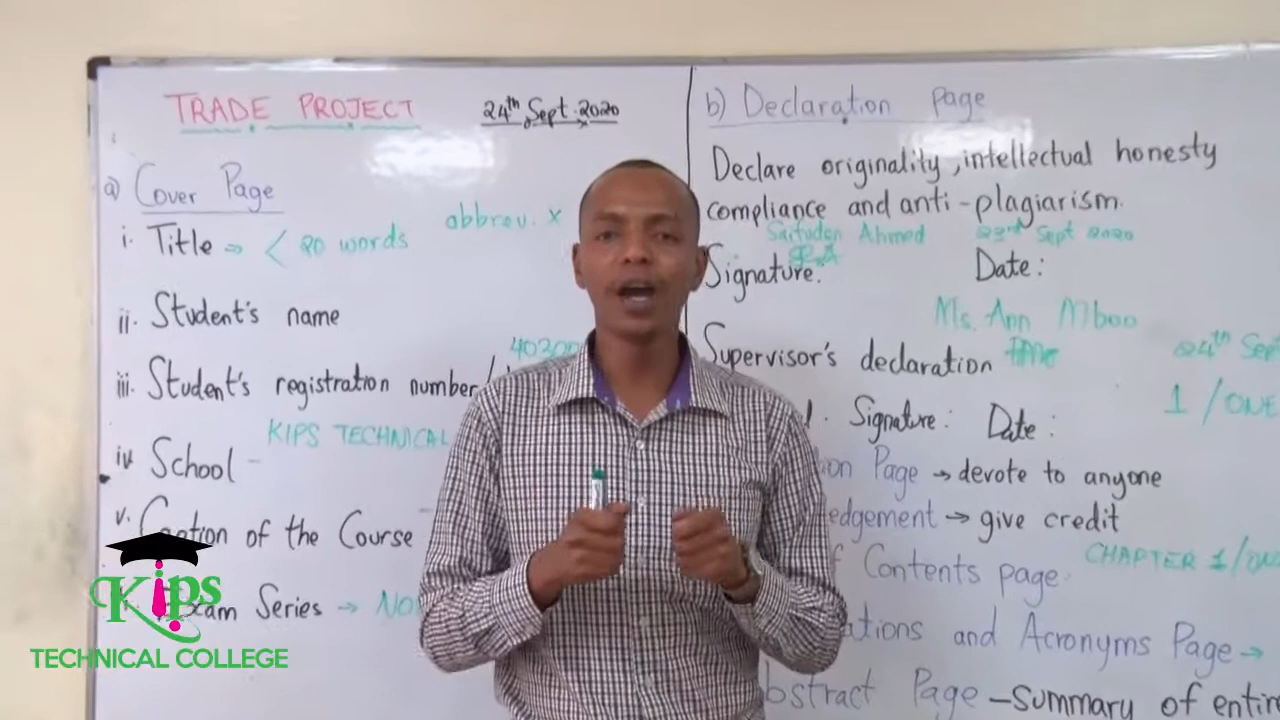 TRADE PROJECT
24th Sept. 2020
a) Cover Page
i. Title → < 20 words
abbrev. x
ii. Student's name
iii. Student's registration number/
40300
iv. School -
KIPS TECHNICAL
v. Caption of the Course
Exam Series →
b) Declaration page
Declare originality, intellectual honesty
compliance and anti-plagiarism.
Saifudin Ahmed 23rd Sept 2020
Signature: Date:
Ms. Ann Mboo
Supervisor's declaration
24th Sep
1 / ONE
Signature: Date:
Page → devote to anyone
edgement → give credit
CHAPTER 1/
Contents page
ations and Acronyms Page →
bstract Page - Summary of entir
Kips
TECHNICAL COLLEGE